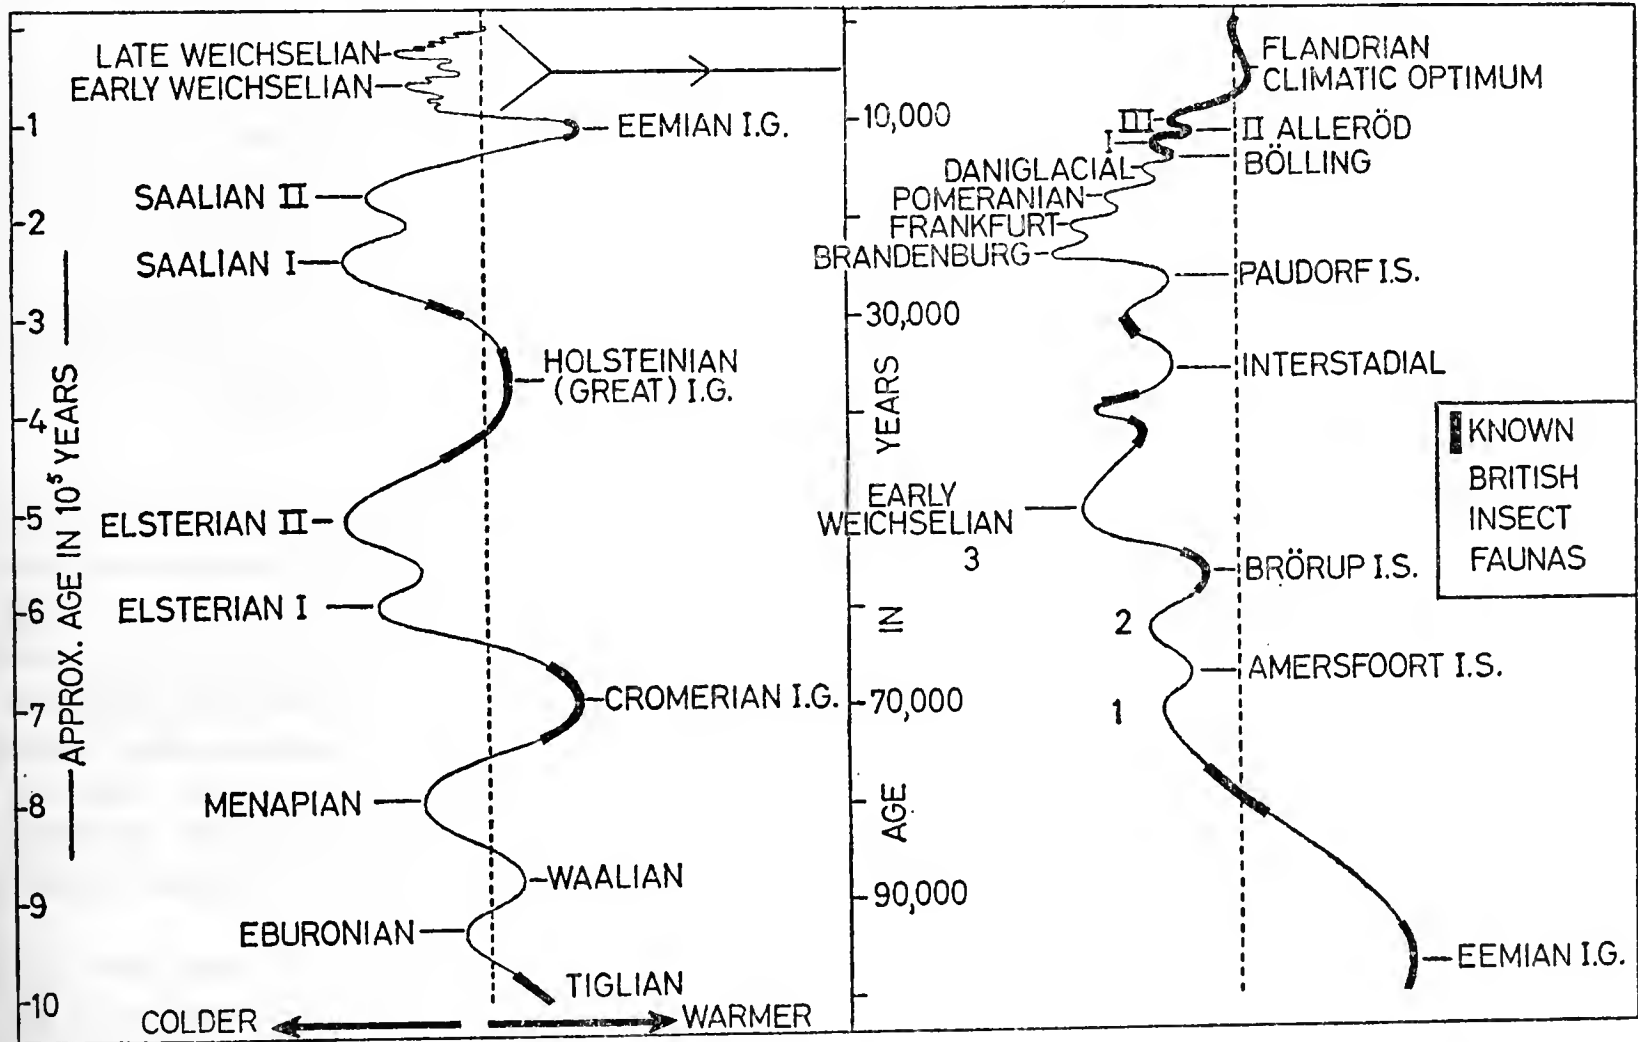 LATE WEICHSELIAN
EARLY WEICHSELIAN
1
EEMIAN I.G.
SAALIAN II
2
SAALIAN I
3
HOLSTEINIAN
(GREAT) I.G.
4
APPROX. AGE IN 10⁵ YEARS
5
ELSTERIAN II
ELSTERIAN I
6
CROMERIAN I.G.
7
MENAPIAN
8
WAALIAN
9
EBURONIAN
TIGLIAN
10
COLDER
WARMER
FLANDRIAN
CLIMATIC OPTIMUM
10,000
III
II ALLERÖD
I
BÖLLING
DANIGLACIAL
POMERANIAN
FRANKFURT
BRANDENBURG
PAUDORF I.S.
30,000
INTERSTADIAL
AGE IN YEARS
EARLY
WEICHSELIAN
3
BRÖRUP I.S.
2
AMERSFOORT I.S.
70,000
1
90,000
EEMIAN I.G.
KNOWN
BRITISH
INSECT
FAUNAS